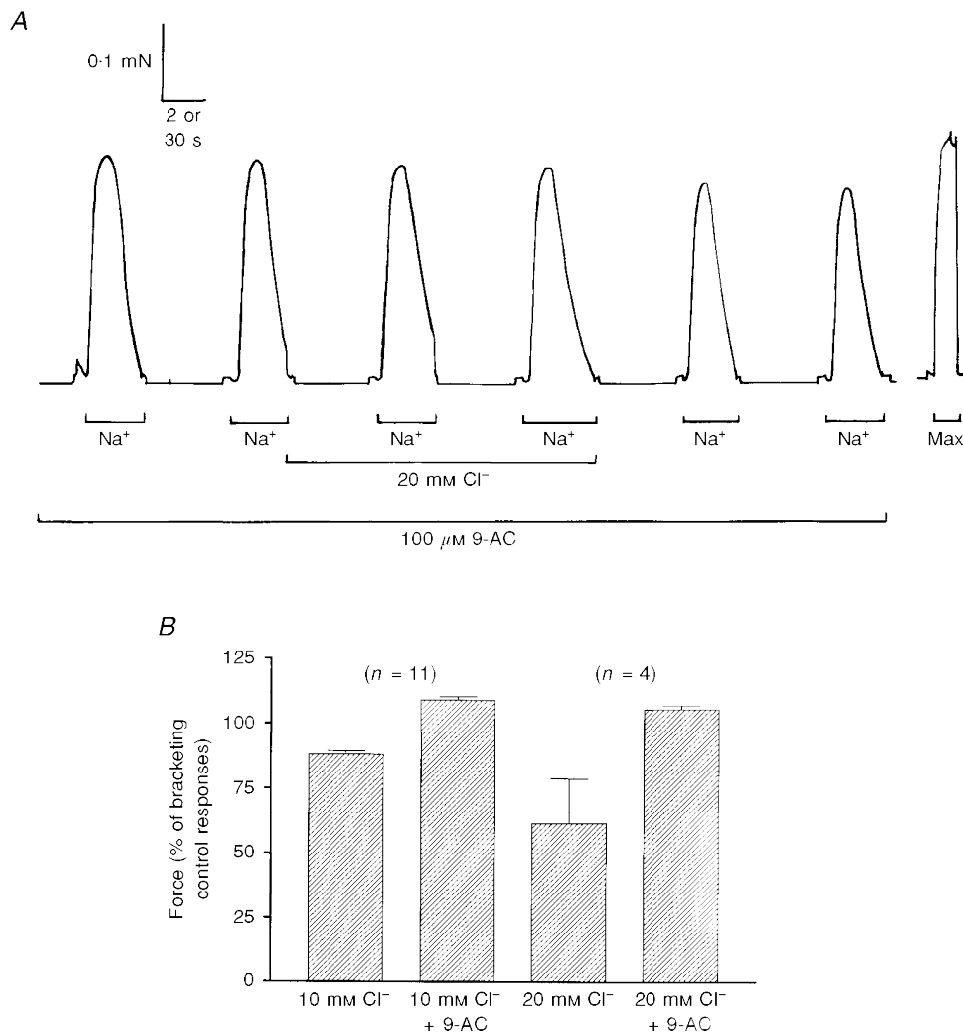 A
0·1 mN
2 or
30 s
Na⁺ Na⁺ Na⁺ Na⁺ Na⁺ Na⁺ Max
20 mM Cl⁻
100 μM 9-AC
B
Force (% of bracketing
control responses)
125
100
75
50
25
0
(n = 11) (n = 4)
10 mM Cl⁻ 10 mM Cl⁻ 20 mM Cl⁻ 20 mM Cl⁻
+ 9-AC + 9-AC